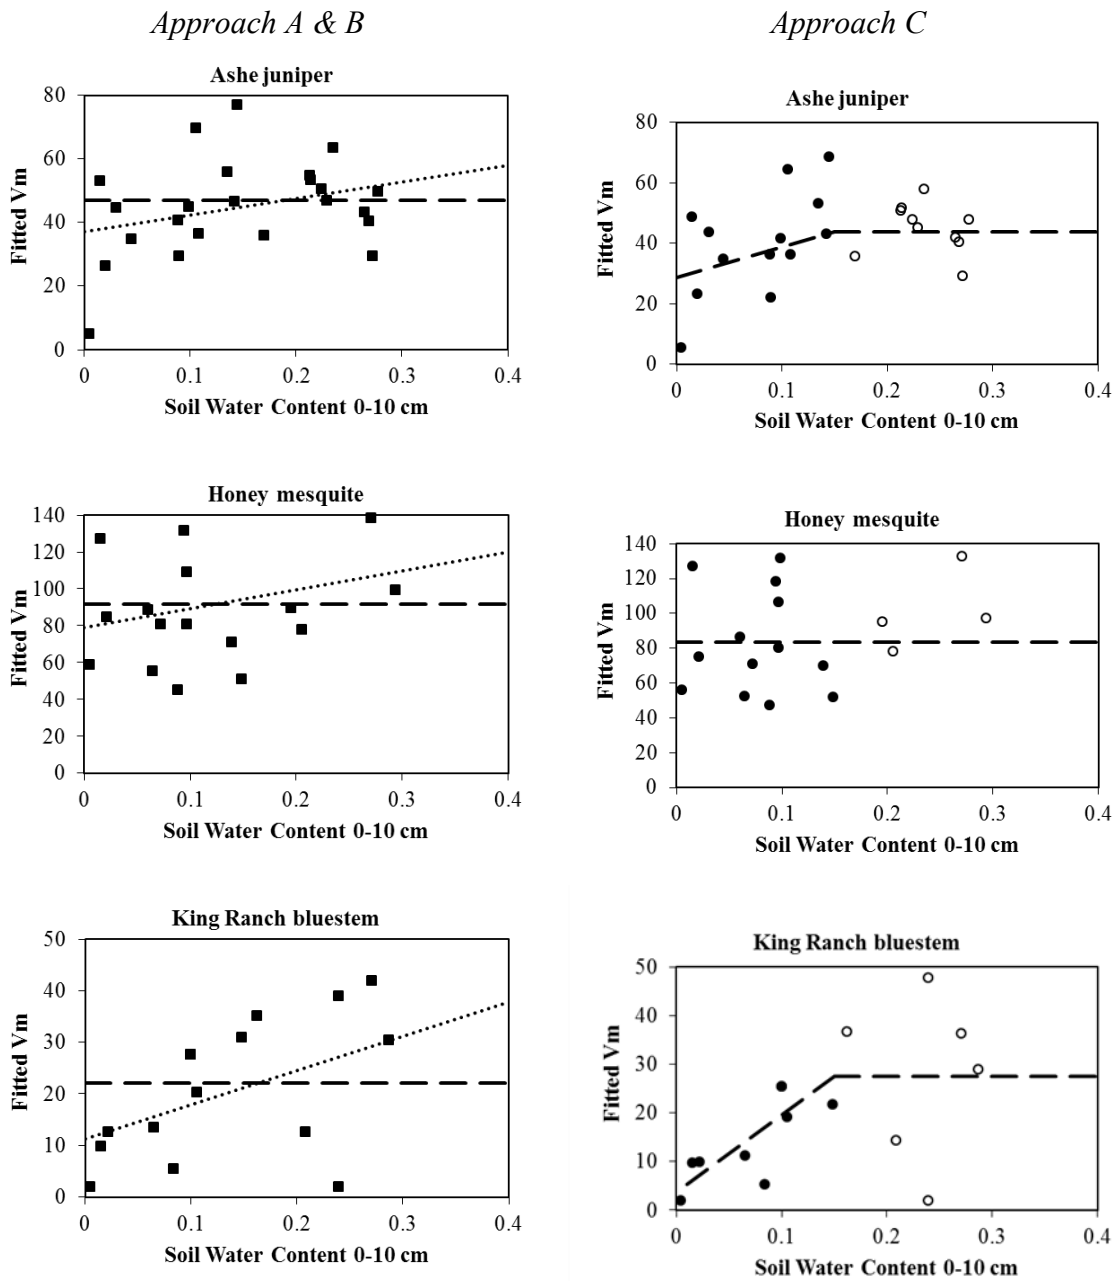 Approach A & B
Approach C
Ashe juniper
80
60
40
20
0
Fitted Vm
0 0.1 0.2 0.3 0.4
Soil Water Content 0-10 cm
Ashe juniper
80
60
40
20
0
Fitted Vm
0 0.1 0.2 0.3 0.4
Soil Water Content 0-10 cm
Honey mesquite
140
120
100
80
60
40
20
0
Fitted Vm
0 0.1 0.2 0.3 0.4
Soil Water Content 0-10 cm
Honey mesquite
140
120
100
80
60
40
20
0
Fitted Vm
0 0.1 0.2 0.3 0.4
Soil Water Content 0-10 cm
King Ranch bluestem
50
40
30
20
10
0
Fitted Vm
0 0.1 0.2 0.3 0.4
Soil Water Content 0-10 cm
King Ranch bluestem
50
40
30
20
10
0
Fitted Vm
0 0.1 0.2 0.3 0.4
Soil Water Content 0-10 cm